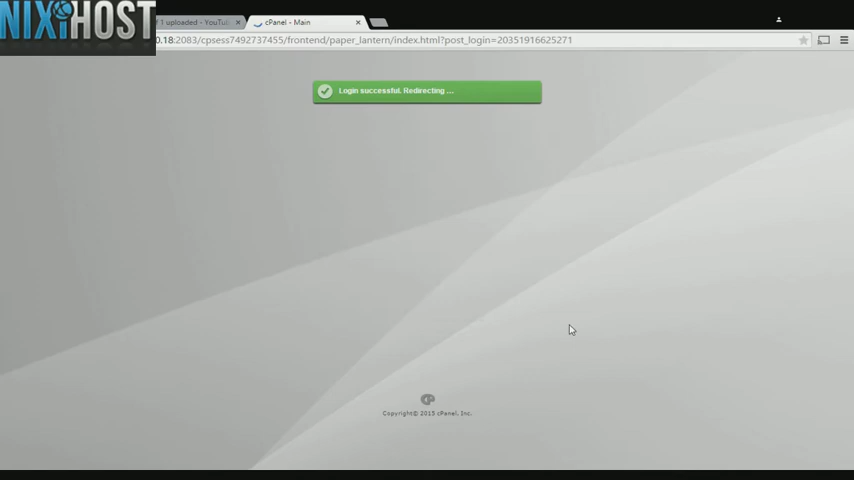 NIXIHOST
f 1 uploaded - YouTub
cPanel - Main
0.18:2083/cpsess7492737455/frontend/paper_lantern/index.html?post_login=20351916625271
Login successful. Redirecting ...
Copyright© 2015 cPanel, Inc.